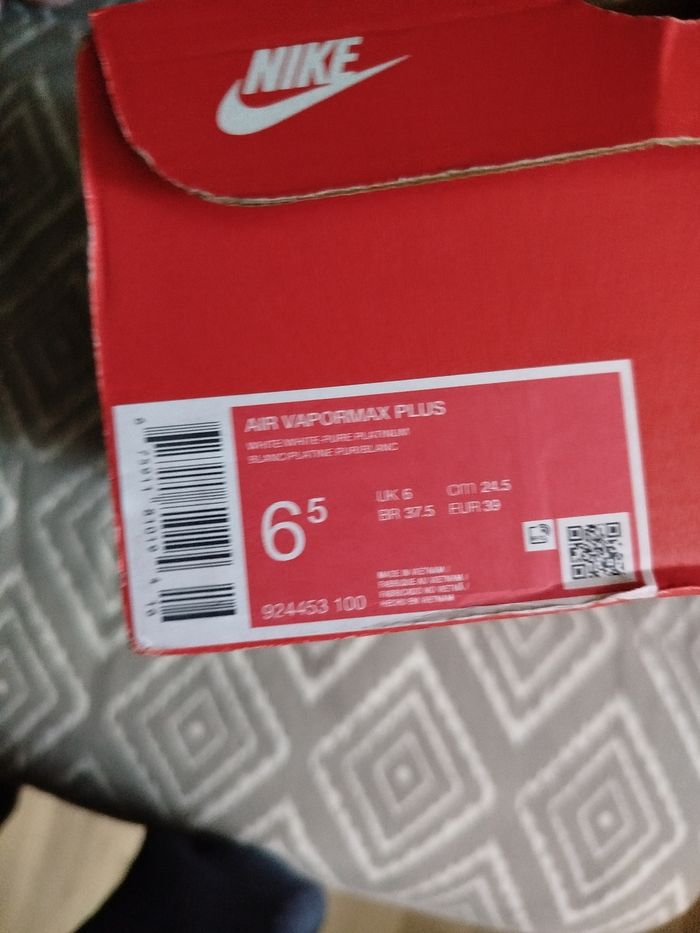 NIKE
AIR VAPORMAX PLUS
WHITE/WHITE-PURE PLATINUM
BLANC/PLATINE PUR/BLANC
6⁵
UK 6 cm 24.5
BR 37.5 EUR 39
MADE IN VIETNAM /
FABRIQUE AU VIETNAM /
FABRICADO NO VIETNÃ /
HECHO EN VIETNAM
924453 100